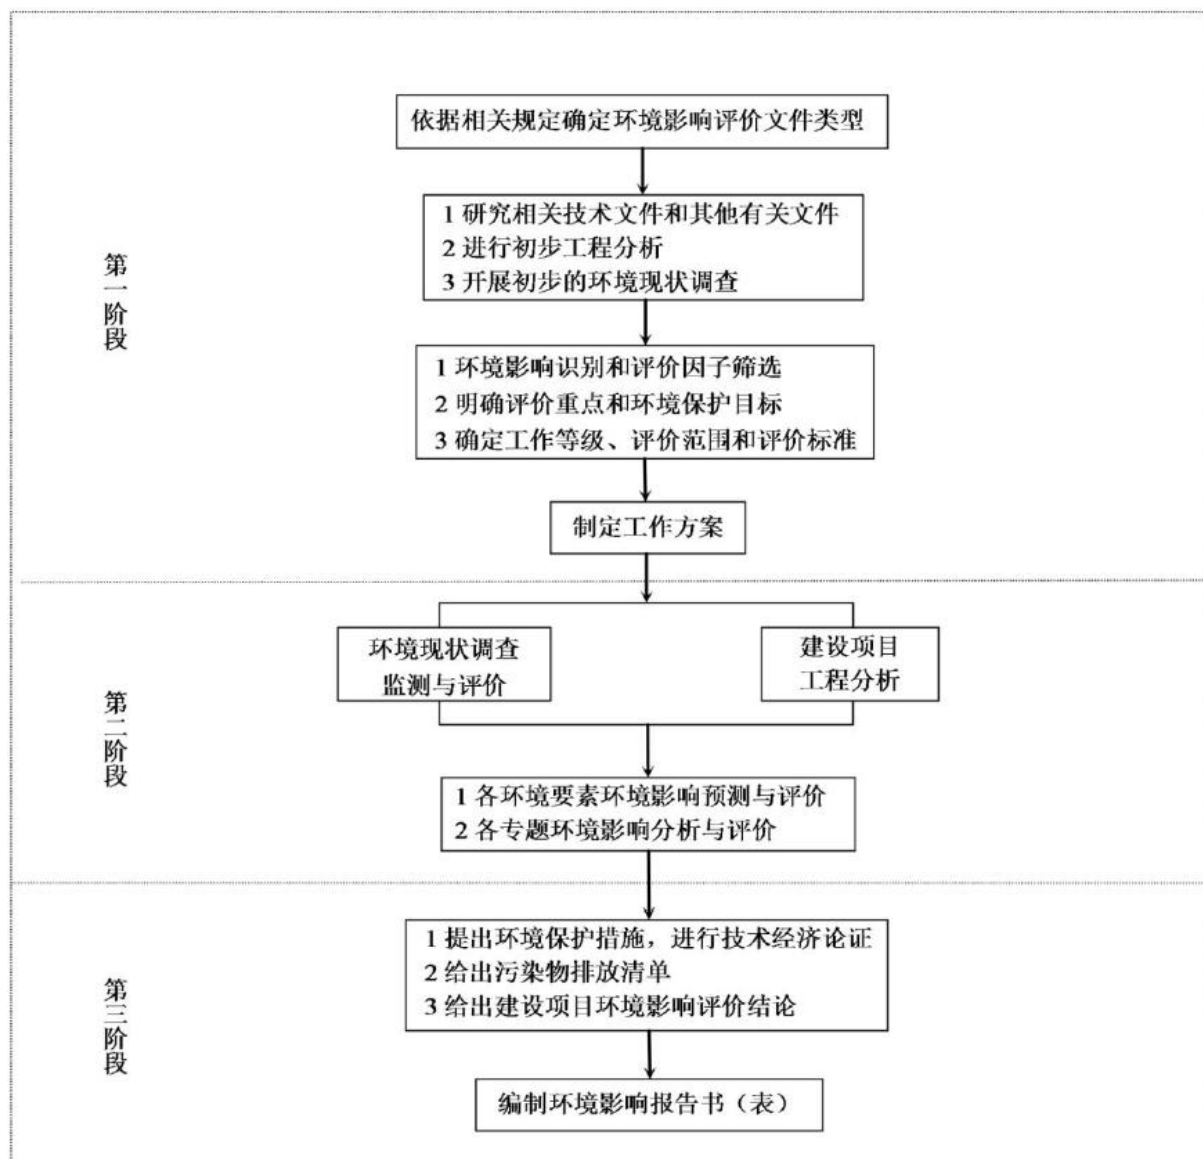 依据相关规定确定环境影响评价文件类型
1 研究相关技术文件和其他有关文件
2 进行初步工程分析
3 开展初步的环境现状调查
第一阶段
1 环境影响识别和评价因子筛选
2 明确评价重点和环境保护目标
3 确定工作等级、评价范围和评价标准
制定工作方案
环境现状调查
监测与评价
建设项目
工程分析
第二阶段
1 各环境要素环境影响预测与评价
2 各专题环境影响分析与评价
1 提出环境保护措施，进行技术经济论证
2 给出污染物排放清单
3 给出建设项目环境影响评价结论
第三阶段
编制环境影响报告书（表）